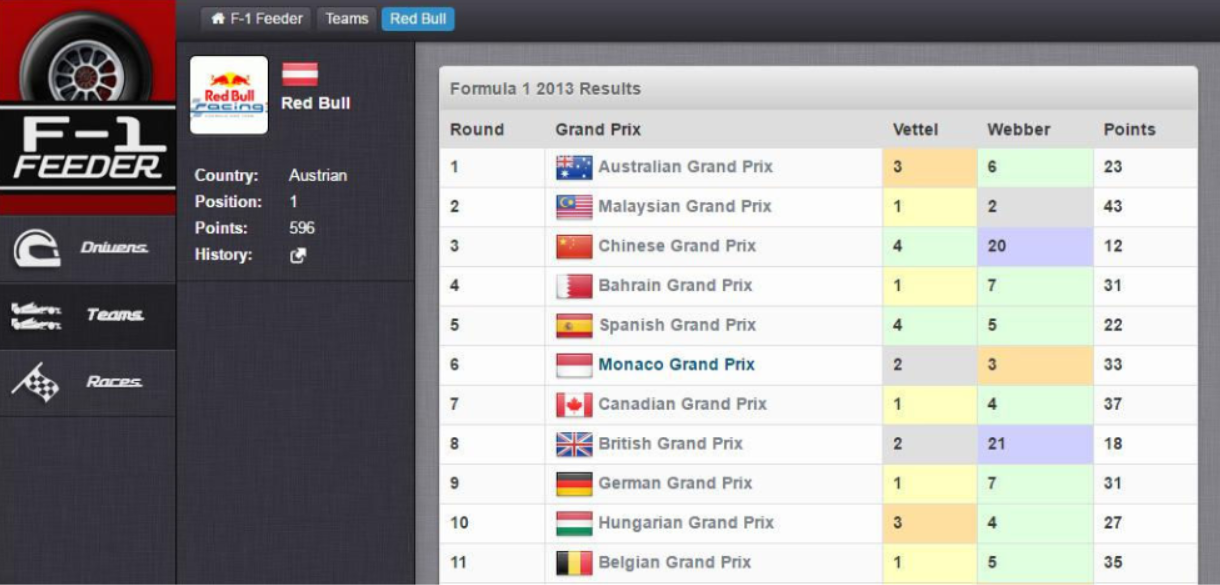 F-1 Feeder Teams Red Bull
F-1
FEEDER
Drivers
Teams
Races
Red Bull
Racing
Red Bull
Country: Austrian
Position: 1
Points: 596
History:
Formula 1 2013 Results
Round Grand Prix Vettel Webber Points
1 Australian Grand Prix 3 6 23
2 Malaysian Grand Prix 1 2 43
3 Chinese Grand Prix 4 20 12
4 Bahrain Grand Prix 1 7 31
5 Spanish Grand Prix 4 5 22
6 Monaco Grand Prix 2 3 33
7 Canadian Grand Prix 1 4 37
8 British Grand Prix 2 21 18
9 German Grand Prix 1 7 31
10 Hungarian Grand Prix 3 4 27
11 Belgian Grand Prix 1 5 35